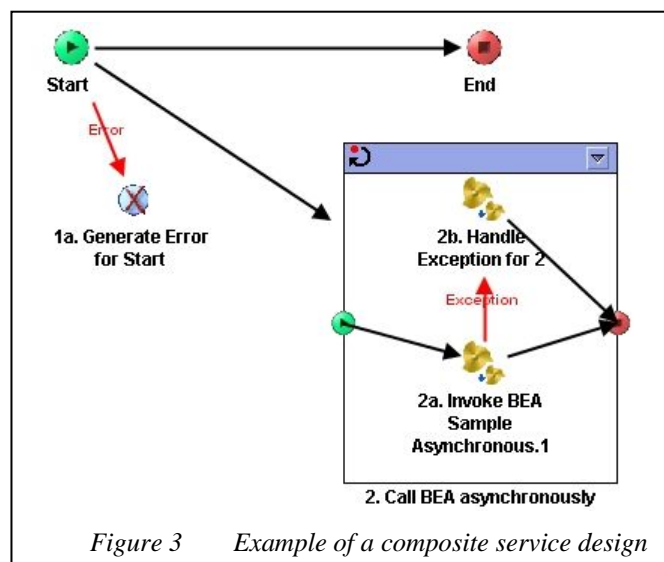 Start
End
Error
1a. Generate Error
for Start
2b. Handle
Exception for 2
Exception
2a. Invoke BEA
Sample
Asynchronous.1
2. Call BEA asynchronously
Figure 3 Example of a composite service design